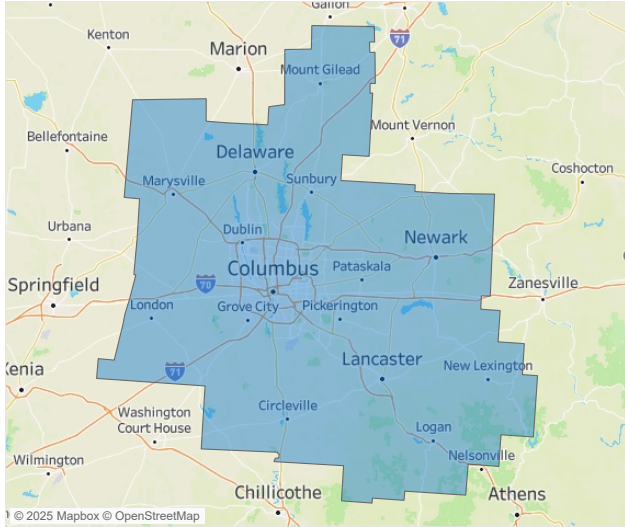 Galion
71
Kenton
Marion
Mount Gilead
Mount Vernon
Bellefontaine
Delaware
Coshocton
Marysville
Sunbury
Urbana
Dublin
Newark
Columbus
Pataskala
Springfield
70
Zanesville
London
Grove City
Pickerington
Xenia
71
Lancaster
New Lexington
Circleville
Washington
Court House
Logan
Nelsonville
Wilmington
Chillicothe
Athens
© 2025 Mapbox © OpenStreetMap